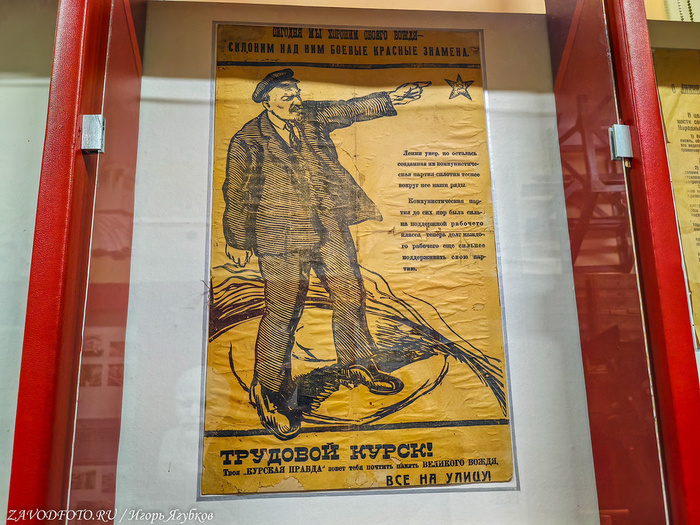 СЕГОДНЯ МЫ ХОРОНИМ СВОЕГО ВОЖДЯ—
СКЛОНИМ НАД НИМ БОЕВЫЕ КРАСНЫЕ ЗНАМЕНА.
Ленин умер, но осталась
созданная им коммунистиче-
ская партия-сплотим теснее
вокруг нее наши ряды.
Коммунистическая пар-
тия до сих пор была силь-
на поддержкой рабочего
класса теперь долг каждо-
го рабочего еще сильнее
поддерживать свою пар-
тию.
ТРУДОВОЙ КУРСК!
Твоя „КУРСКАЯ ПРАВДА" зовет тебя почтить память ВЕЛИКОГО ВОЖДЯ.
ВСЕ НА УЛИЦУ!
ZAVODFOTO.RU / Игорь Ягубков